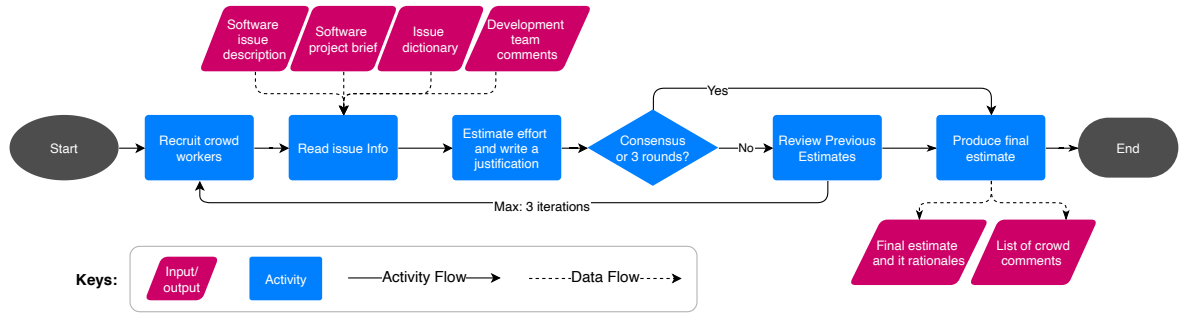 Software
issue
description
Software
project brief
Issue
dictionary
Development
team
comments
Yes
Start
Recruit crowd
workers
Read issue Info
Estimate effort
and write a
justification
Consensus
or 3 rounds?
No
Review Previous
Estimates
Produce final
estimate
End
Max: 3 iterations
Final estimate
and it rationales
List of crowd
comments
Keys:
Input/
output
Activity
Activity Flow
Data Flow